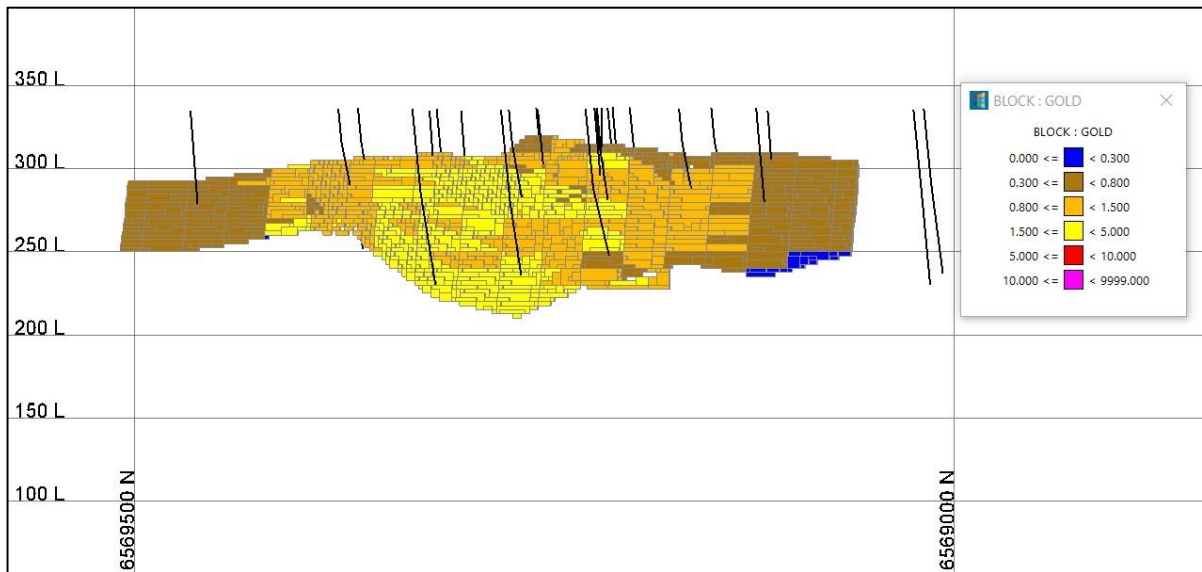 350 L
300 L
250 L
200 L
150 L
100 L
6569500 N
6569000 N
BLOCK : GOLD
BLOCK : GOLD
0.000 <= < 0.300
0.300 <= < 0.800
0.800 <= < 1.500
1.500 <= < 5.000
5.000 <= < 10.000
10.000 <= < 9999.000